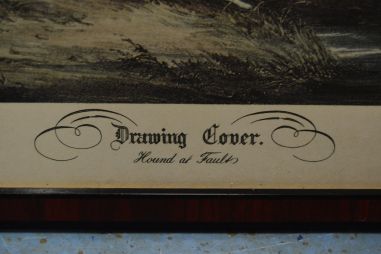 Drawing Cover.
Hound at Fault